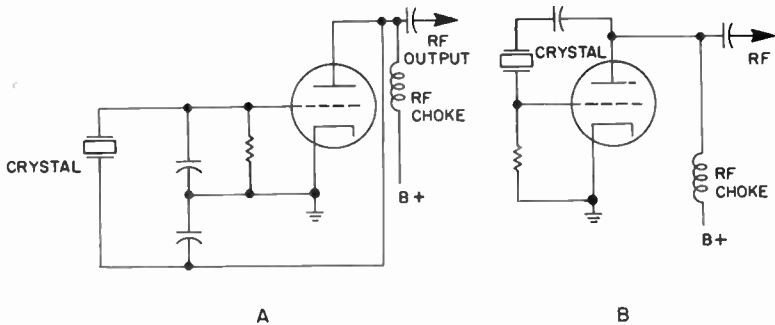 RF
OUTPUT
RF
CHOKE
CRYSTAL
B+
A
CRYSTAL
RF
RF
CHOKE
B+
B